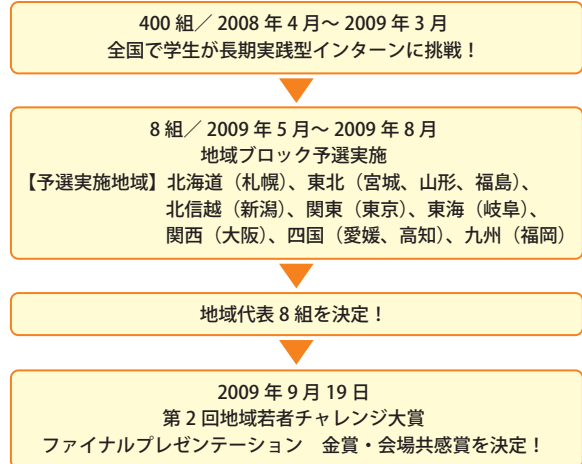 400 組／ 2008 年 4 月～ 2009 年 3 月
全国で学生が長期実践型インターンに挑戦！
8 組／ 2009 年 5 月～ 2009 年 8 月
地域ブロック予選実施
【予選実施地域】北海道（札幌）、東北（宮城、山形、福島）、
北信越（新潟）、関東（東京）、東海（岐阜）、
関西（大阪）、四国（愛媛、高知）、九州（福岡）
地域代表 8 組を決定！
2009 年 9 月 19 日
第 2 回地域若者チャレンジ大賞
ファイナルプレゼンテーション　金賞・会場共感賞を決定！